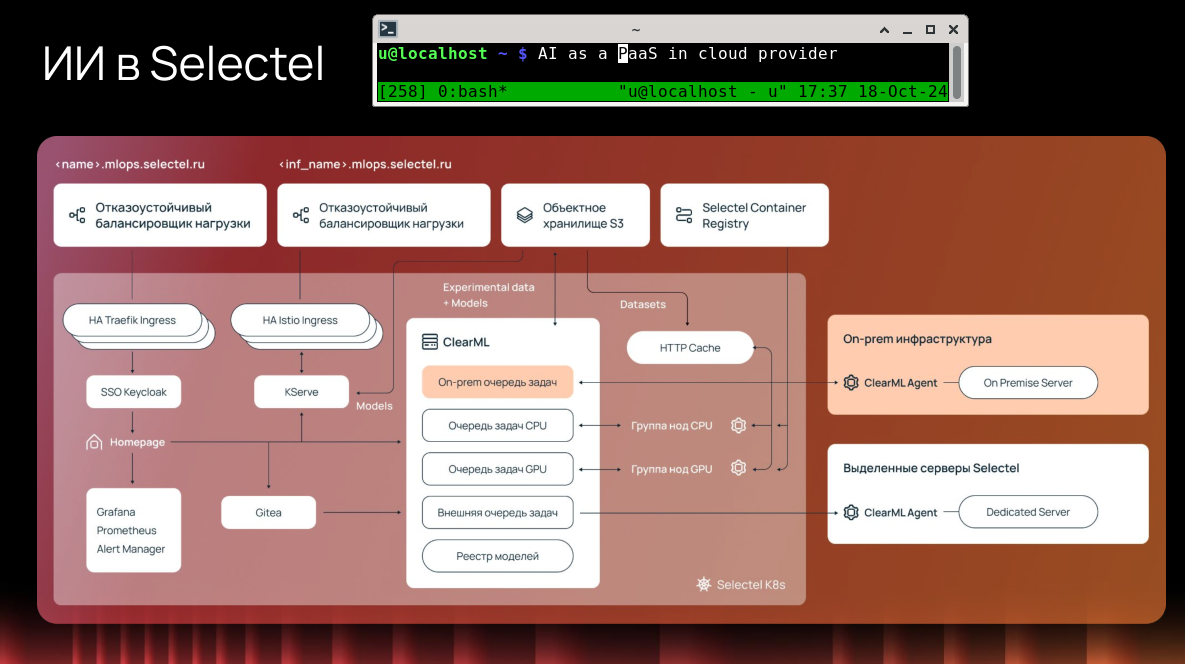 ИИ в Selectel
~
u@localhost ~ $ AI as a PaaS in cloud provider
[258] 0:bash* "u@localhost - u" 17:37 18-Oct-24
<name>.mlops.selectel.ru
<inf_name>.mlops.selectel.ru
Отказоустойчивый
балансировщик нагрузки
Отказоустойчивый
балансировщик нагрузки
Объектное
хранилище S3
Selectel Container
Registry
Experimental data
+ Models
Datasets
HA Traefik Ingress
HA Istio Ingress
ClearML
HTTP Cache
On-prem инфраструктура
SSO Keycloak
KServe
Models
On-prem очередь задач
ClearML Agent
On Premise Server
Homepage
Очередь задач CPU
Группа нод CPU
Очередь задач GPU
Группа нод GPU
Выделенные серверы Selectel
Grafana
Prometheus
Alert Manager
Gitea
Внешняя очередь задач
ClearML Agent
Dedicated Server
Реестр моделей
Selectel K8s